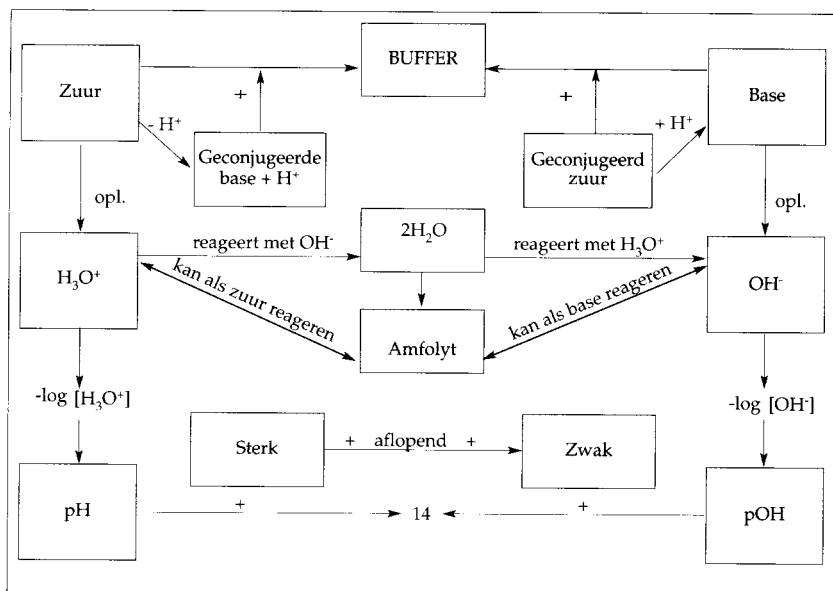 BUFFER
Zuur
Base
+
+
- H⁺
+ H⁺
Geconjugeerde
base + H⁺
Geconjugeerd
zuur
opl.
opl.
reageert met OH⁻
2H₂O
reageert met H₃O⁺
H₃O⁺
OH⁻
kan als zuur reageren
kan als base reageren
Amfolyt
-log [H₃O⁺]
-log [OH⁻]
Sterk
+ aflopend +
Zwak
pH
+
14
+
pOH